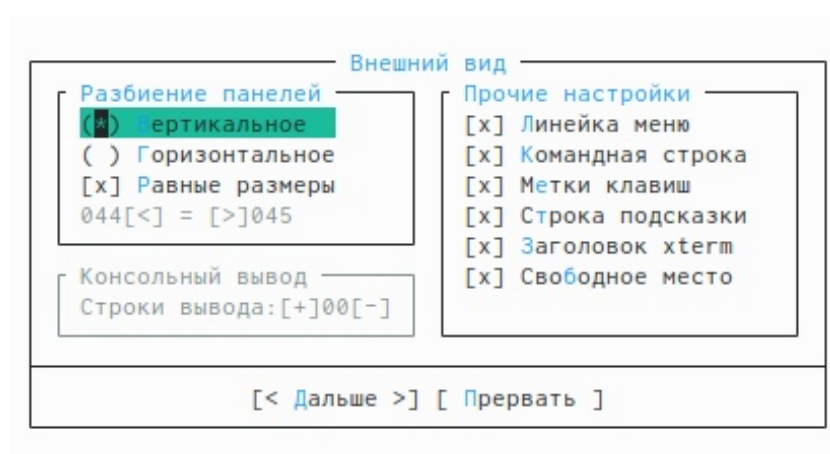 Внешний вид
Разбиение панелей
(*) Вертикальное
( ) Горизонтальное
[x] Равные размеры
044[<] = [>]045
Консольный вывод
Строки вывода:[+]00[-]
Прочие настройки
[x] Линейка меню
[x] Командная строка
[x] Метки клавиш
[x] Строка подсказки
[x] Заголовок xterm
[x] Свободное место
[< Дальше >] [ Прервать ]